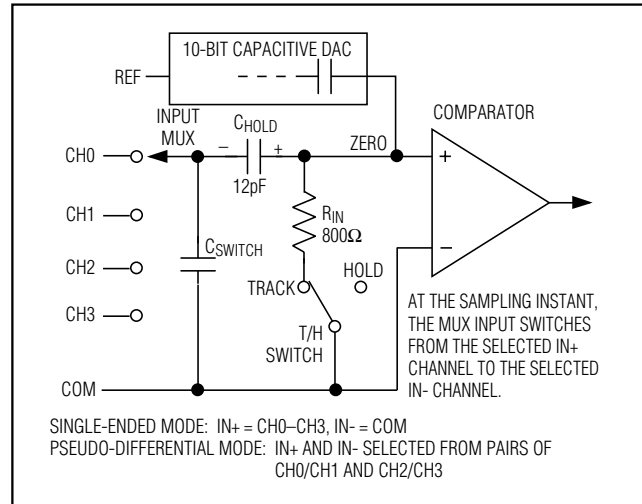 10-BIT CAPACITIVE DAC
REF
INPUT
MUX
CHOLD
ZERO
COMPARATOR
CH0
− +
12pF
+
CH1
RIN
800Ω
CSWITCH
−
CH2
HOLD
TRACK
CH3
T/H
SWITCH
COM
AT THE SAMPLING INSTANT,
THE MUX INPUT SWITCHES
FROM THE SELECTED IN+
CHANNEL TO THE SELECTED
IN- CHANNEL.
SINGLE-ENDED MODE: IN+ = CH0–CH3, IN- = COM
PSEUDO-DIFFERENTIAL MODE: IN+ AND IN- SELECTED FROM PAIRS OF
CH0/CH1 AND CH2/CH3